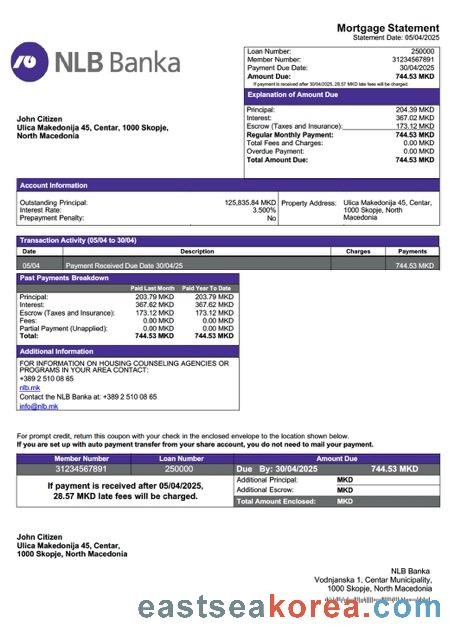 Mortgage Statement
Statement Date: 05/04/2025
NLB Banka
Loan Number: 250000
Member Number: 31234567891
Payment Due Date: 30/04/2025
Amount Due: 744.53 MKD
If payment is received after 30/04/2025, 28.57 MKD late fees will be charged.
Explanation of Amount Due
Principal: 204.39 MKD
Interest: 367.02 MKD
Escrow (Taxes and Insurance): 173.12 MKD
Regular Monthly Payment: 744.53 MKD
Total Fees and Charges: 0.00 MKD
Overdue Payment: 0.00 MKD
Total Amount Due: 744.53 MKD
John Citizen
Ulica Makedonija 45, Centar, 1000 Skopje,
North Macedonia
Account Information
Outstanding Principal: 125,835.84 MKD
Interest Rate: 3.500%
Prepayment Penalty: No
Property Address: Ulica Makedonija 45, Centar,
1000 Skopje, North
Macedonia
Transaction Activity (05/04 to 30/04)
Date Description Charges Payments
05/04 Payment Received Due Date 30/04/25 744.53 MKD
Past Payments Breakdown
Paid Last Month Paid Year To Date
Principal: 203.79 MKD 203.79 MKD
Interest: 367.62 MKD 367.62 MKD
Escrow (Taxes and Insurance): 173.12 MKD 173.12 MKD
Fees: 0.00 MKD 0.00 MKD
Partial Payment (Unapplied): 0.00 MKD 0.00 MKD
Total: 744.53 MKD 744.53 MKD
Additional Information
FOR INFORMATION ON HOUSING COUNSELING AGENCIES OR
PROGRAMS IN YOUR AREA CONTACT:
+389 2 510 08 65
nlb.mk
Contact the NLB Banka at: +389 2 510 08 65
info@nlb.mk
For prompt credit, return this coupon with your check in the enclosed envelope to the location shown below.
If you are set up with auto payment transfer from your share account, you do not need to mail your payment.
Member Number Loan Number Amount Due
31234567891 250000 Due By: 30/04/2025 744.53 MKD
If payment is received after 05/04/2025,
28.57 MKD late fees will be charged.
Additional Principal: MKD
Additional Escrow: MKD
Total Amount Enclosed: MKD
John Citizen
Ulica Makedonija 45, Centar,
1000 Skopje, North Macedonia
NLB Banka
Vodnjanska 1, Centar Municipality,
1000 Skopje, North Macedonia
eastseakorea.com